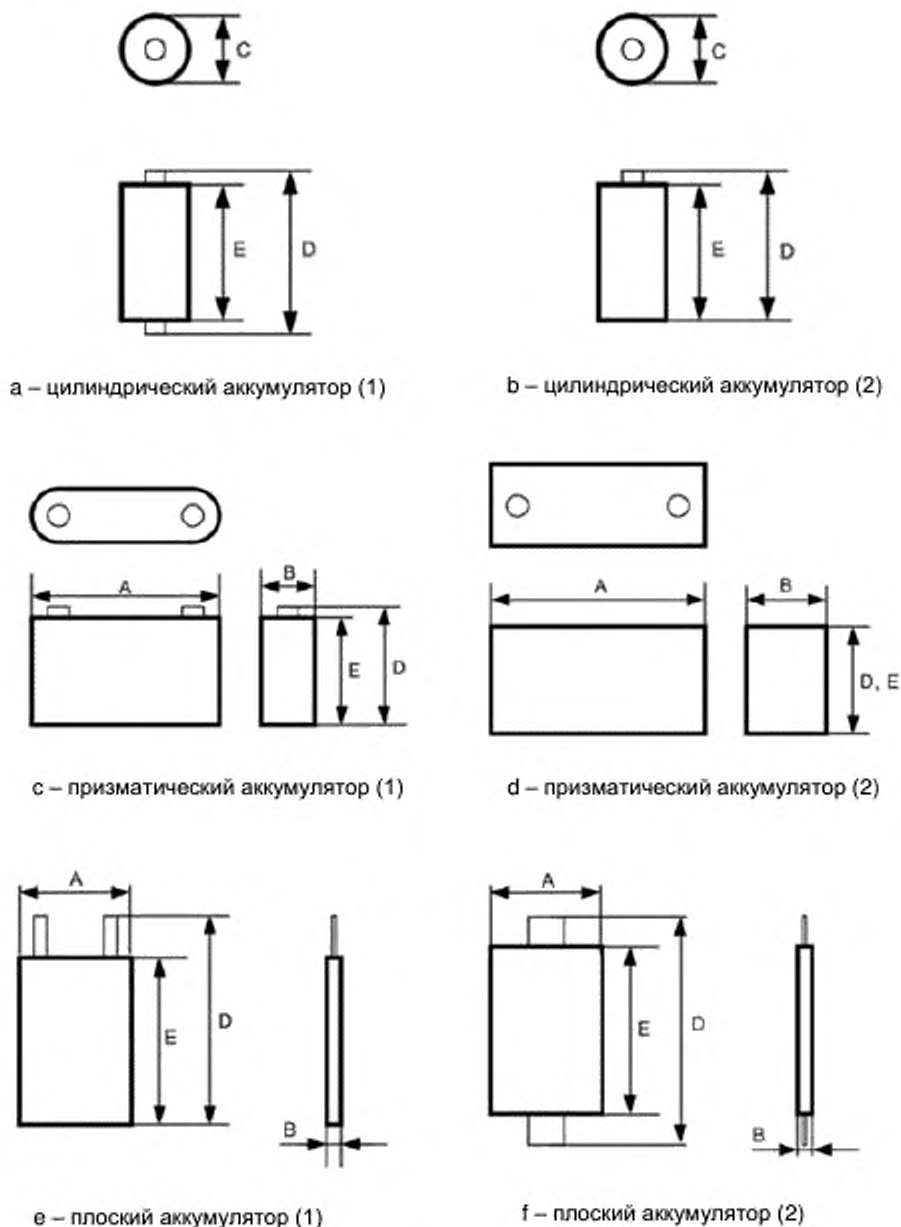 C
C
E
D
E
D
a – цилиндрический аккумулятор (1)
b – цилиндрический аккумулятор (2)
A
B
E
D
A
B
D, E
c – призматический аккумулятор (1)
d – призматический аккумулятор (2)
A
E
D
B
A
E
D
B
e – плоский аккумулятор (1)
f – плоский аккумулятор (2)